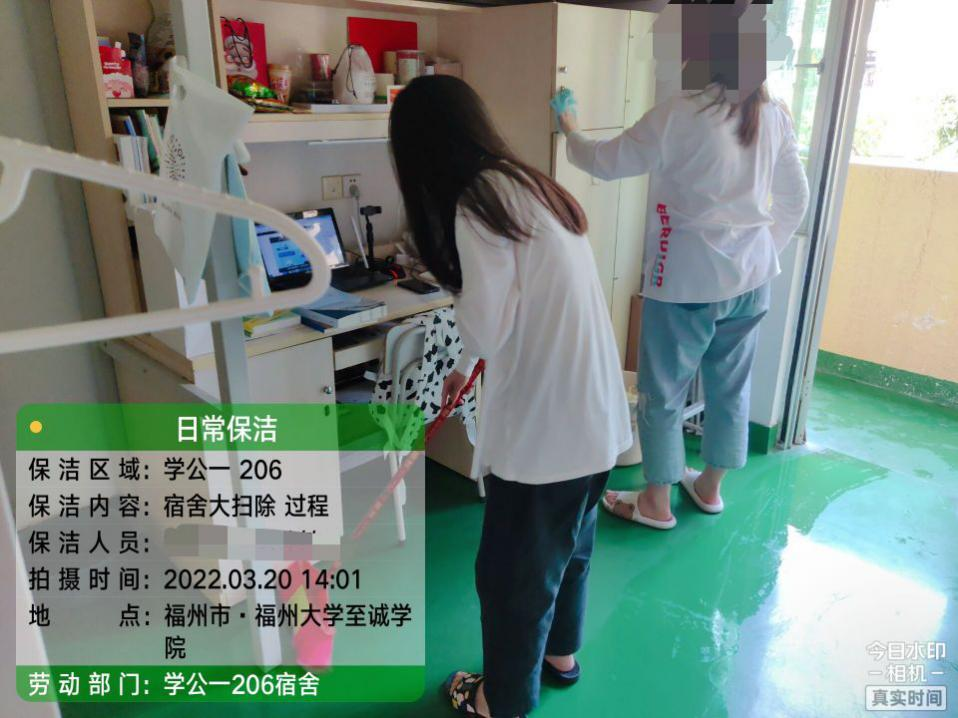 日常保洁
保洁区域：学公一 206
保洁内容：宿舍大扫除 过程
保洁人员：
拍摄时间：2022.03.20 14:01
地点：福州市·福州大学至诚学
院
劳动部门：学公一206宿舍
今日水印
相机
真实时间